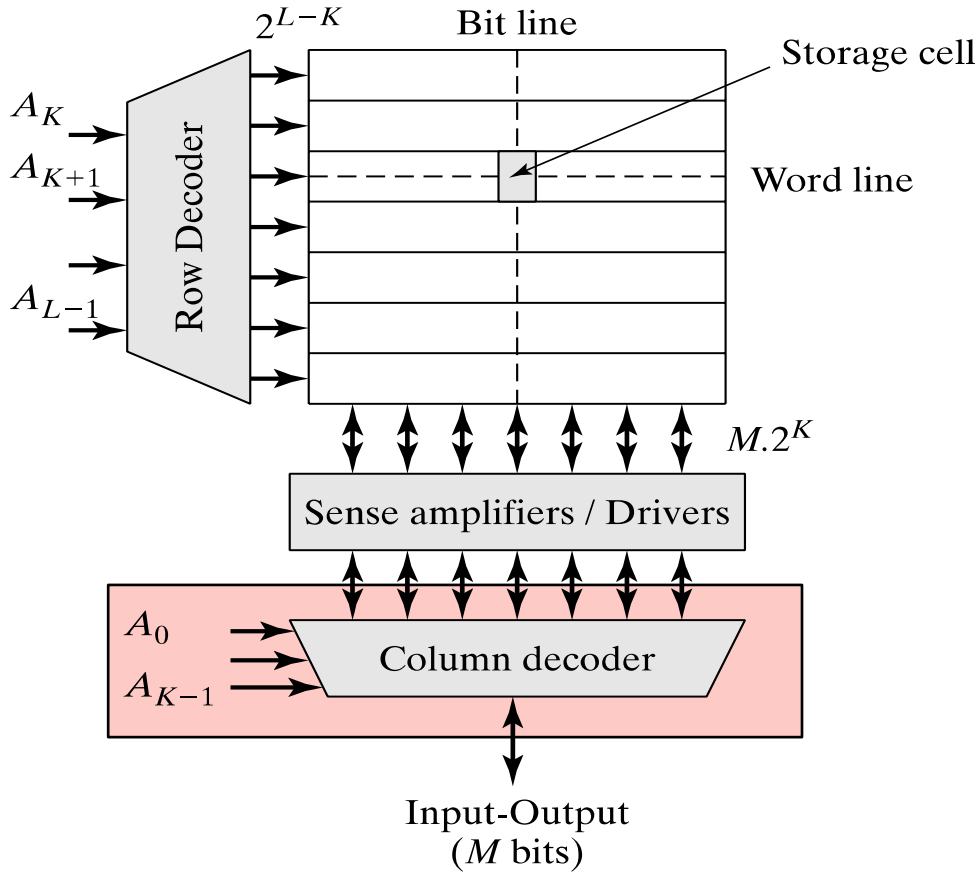 2^{L-K}
Bit line
Storage cell
A_K
A_{K+1}
A_{L-1}
Row Decoder
Word line
M.2^K
Sense amplifiers / Drivers
A_0
A_{K-1}
Column decoder
Input-Output
(M bits)